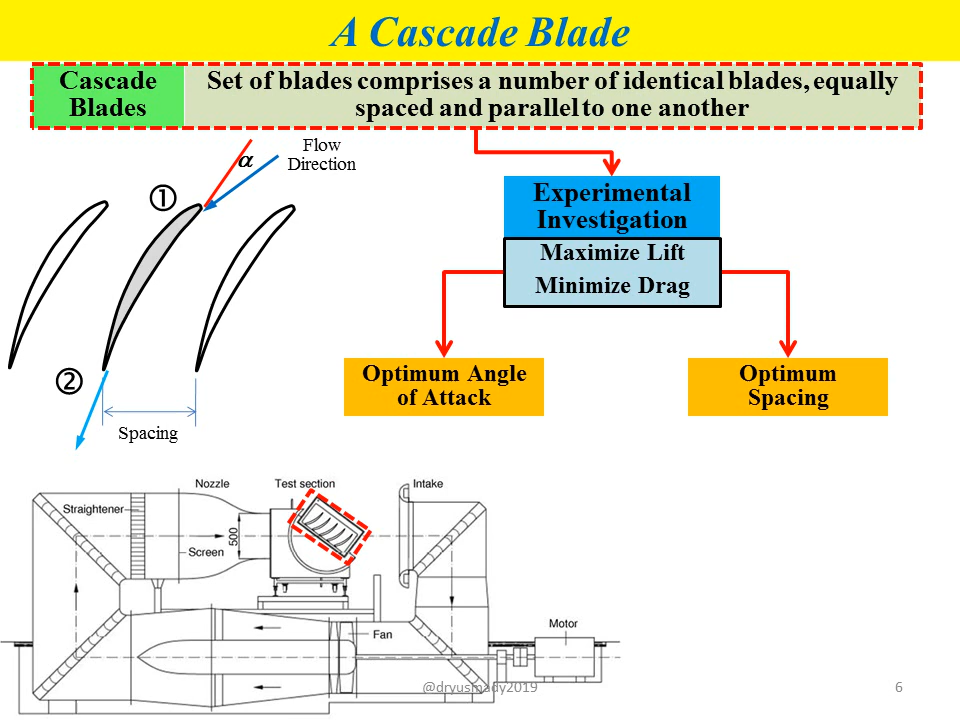 A Cascade Blade
Cascade
Blades
Set of blades comprises a number of identical blades, equally
spaced and parallel to one another
Flow
Direction
α
①
②
Spacing
Experimental
Investigation
Maximize Lift
Minimize Drag
Optimum Angle
of Attack
Optimum
Spacing
Nozzle
Test section
Intake
Straightener
Screen
500
Fan
Motor
@dryusmady2019
6